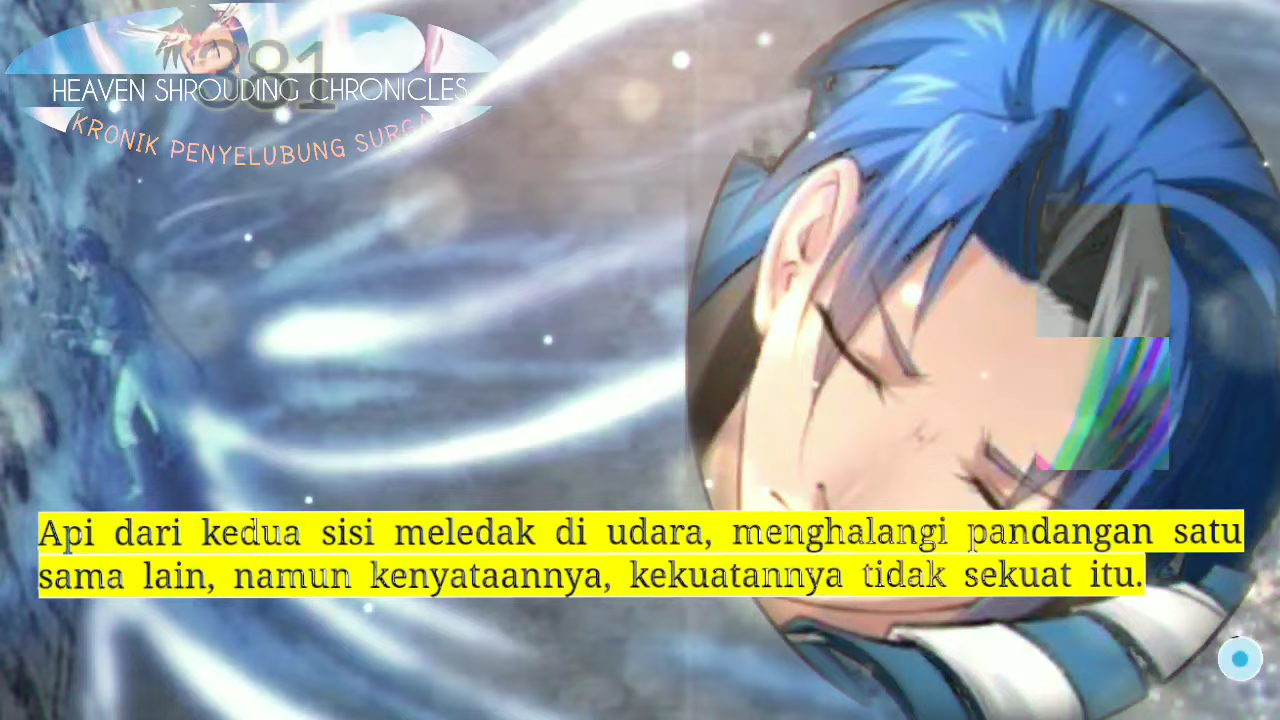 381
HEAVEN SHROUDING CHRONICLES
KRONIK PENYELUBUNG SURGA
Api dari kedua sisi meledak di udara, menghalangi pandangan satu
sama lain, namun kenyataannya, kekuatannya tidak sekuat itu.